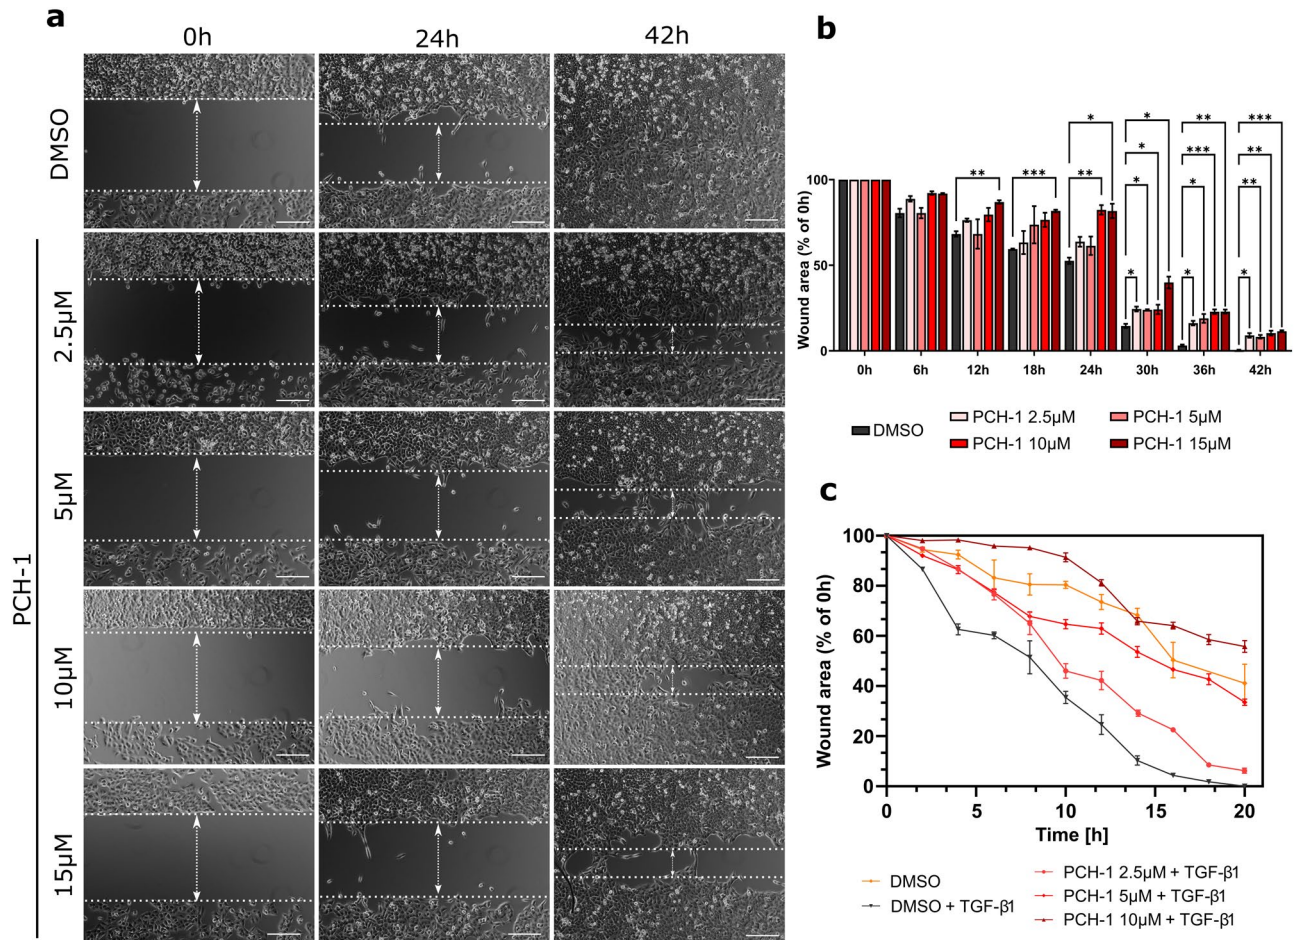 a
0h 24h 42h
DMSO
2.5µM
5µM
10µM
15µM
PCH-1
b
Wound area (% of 0h)
100
50
0
* ** *** * ** * * * * ** *** * * *** ** ** *
0h 6h 12h 18h 24h 30h 36h 42h
DMSO
PCH-1 2.5µM
PCH-1 5µM
PCH-1 10µM
PCH-1 15µM
c
Wound area (% of 0h)
100
80
60
40
20
0
0 5 10 15 20
Time [h]
DMSO
DMSO + TGF-β1
PCH-1 2.5µM + TGF-β1
PCH-1 5µM + TGF-β1
PCH-1 10µM + TGF-β1